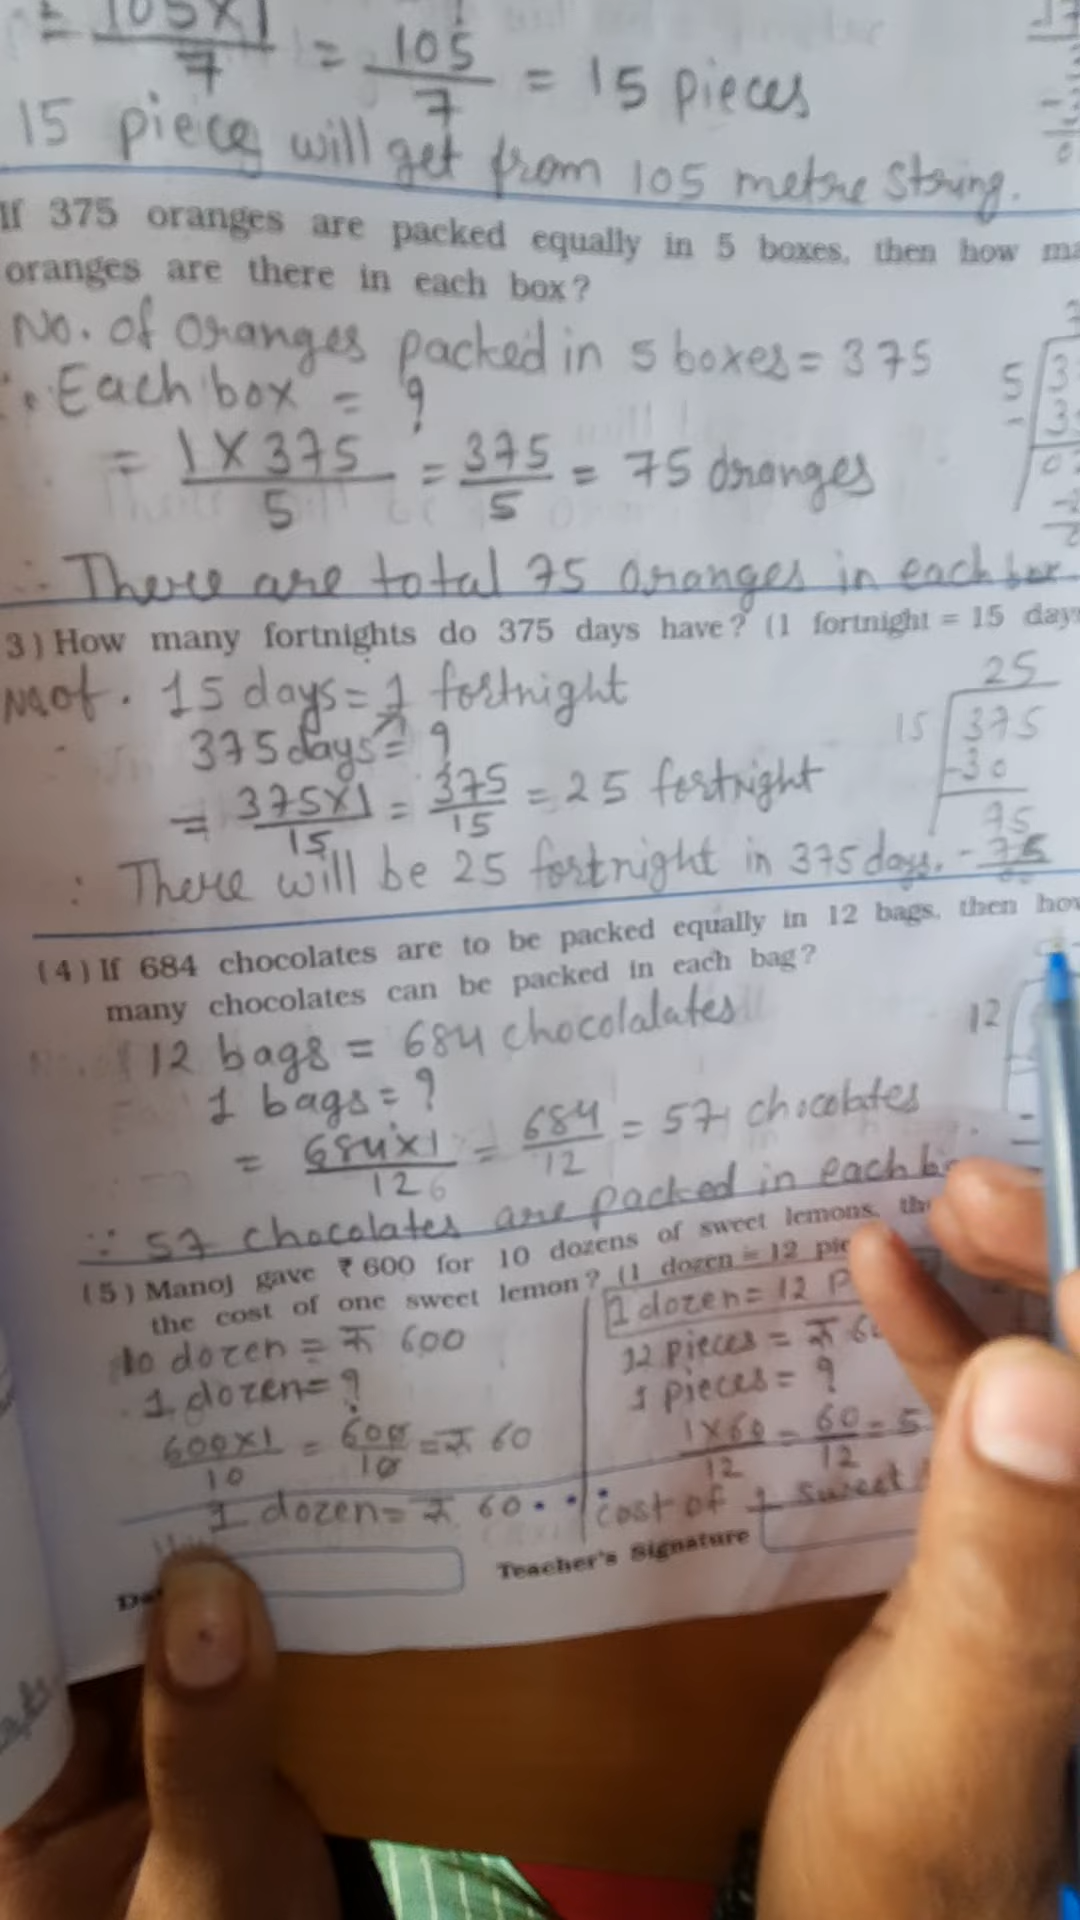 = 105×1/7 = 105/7 = 15 pieces
15 piece will get from 105 metre String.
If 375 oranges are packed equally in 5 boxes, then how
oranges are there in each box?
No. of oranges packed in 5 boxes = 375
∴ Each box = ?
= 1 × 375/5 = 375/5 = 75 oranges
∴ There are total 75 oranges in each box
3) How many fortnights do 375 days have? (1 fortnight = 15 days
15 days = 1 fortnight
25
15 375
375 days = ?
-30
= 375×1/15 = 375/15 = 25 fortnight
75
: There will be 25 fortnight in 375 days.
- 75
(4) If 684 chocolates are to be packed equally in 12 bags, then how
many chocolates can be packed in each bag?
12 bags = 684 chocolalates
12
1 bags = ?
= 684×1/12 = 684/12 = 57 chocolates
∵ 57 chocolates are packed in each
(5) Manoj gave ₹ 600 for 10 dozens of sweet lemons,
the cost of one sweet lemon? (1 dozen = 12
10 dozen = ₹ 600
1 dozen = ?
600×1/10 = 600/10 = ₹ 60
1 dozen = ₹ 60
1 dozen = 12 P
12 pieces = ₹
1 pieces = ?
1×60/12 = 60/12 = 5
cost of 1 sweet
Teacher's Signature